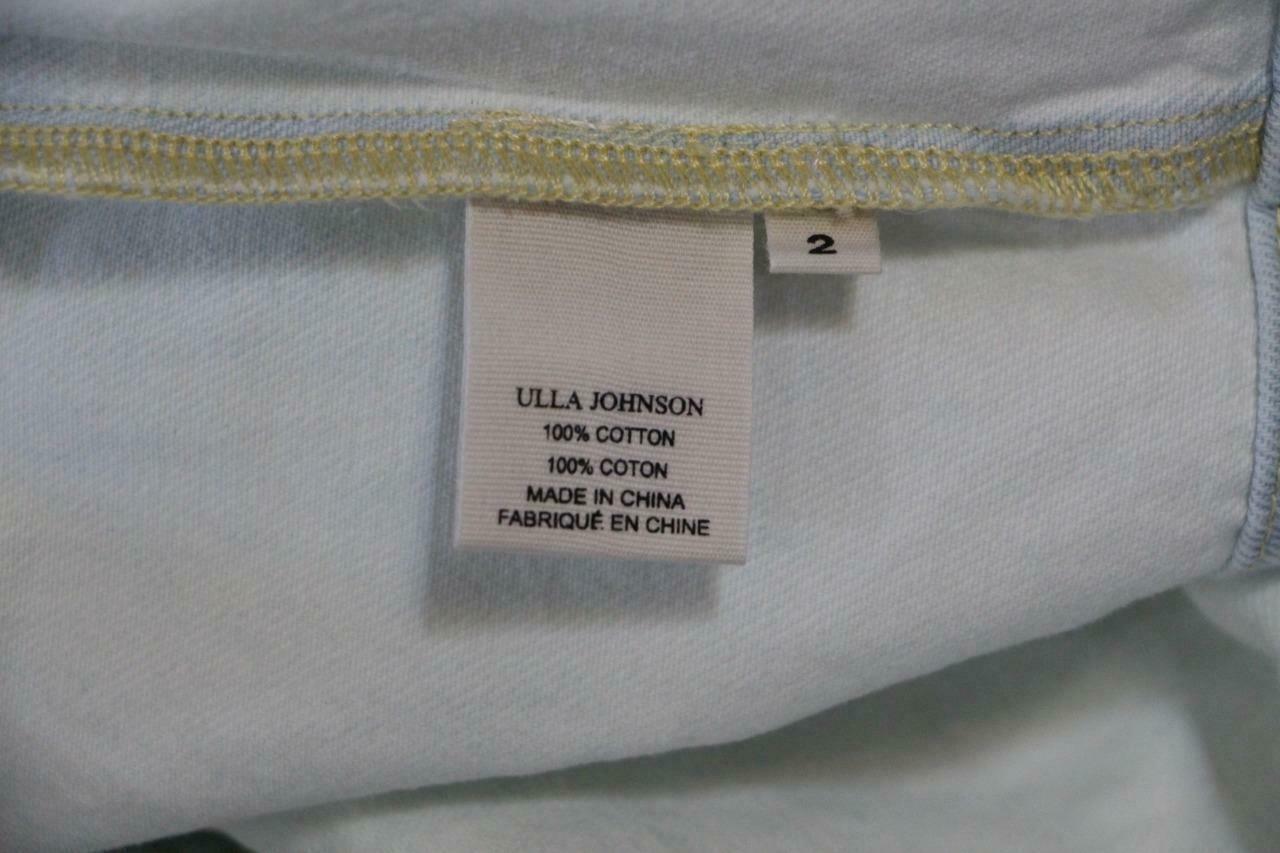 2
ULLA JOHNSON
100% COTTON
100% COTON
MADE IN CHINA
FABRIQUÉ EN CHINE